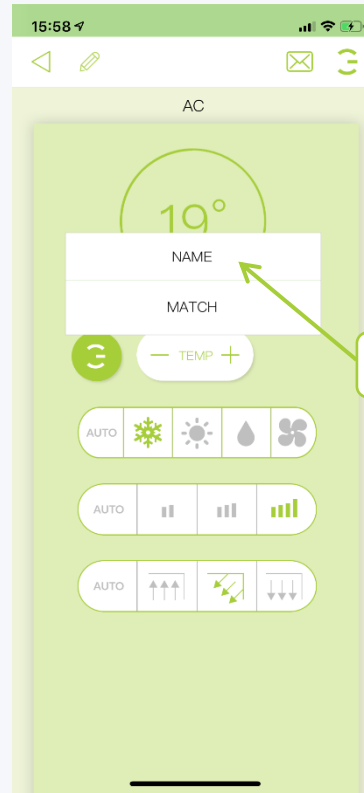 15:58
AC
19°
NAME
MATCH
— TEMP +
AUTO
AUTO
AUTO